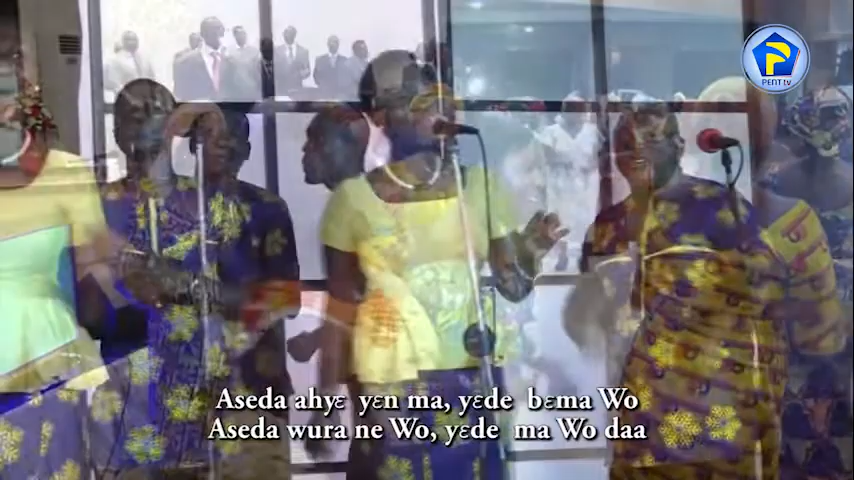 PENT tv
Aseda ahyɛ yɛn ma, yɛde bɛma Wo
Aseda wura ne Wo, yɛde ma Wo daa